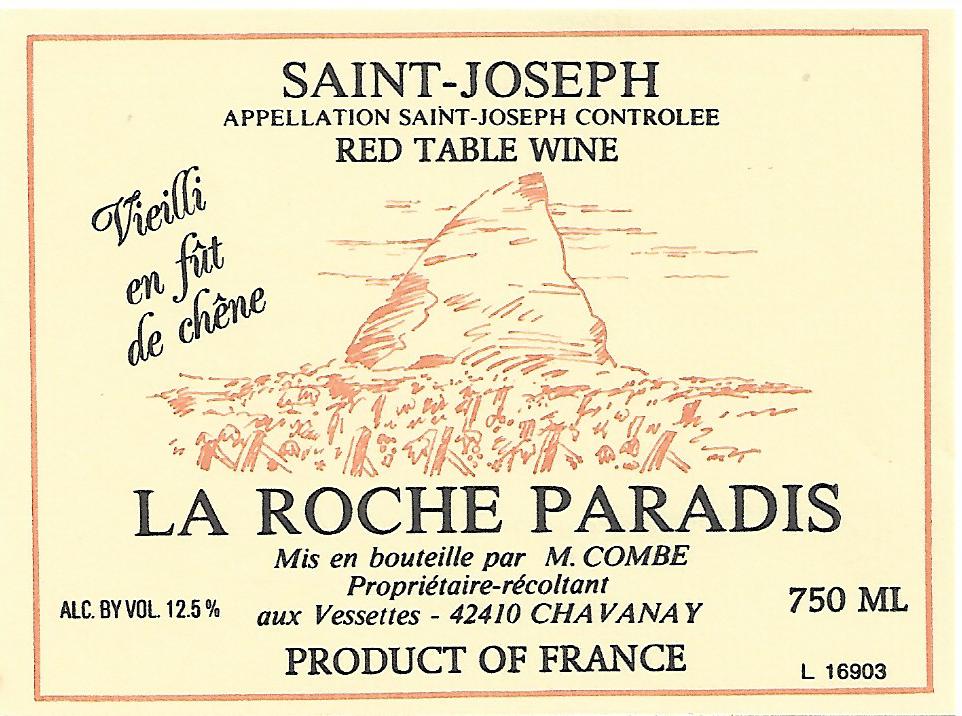 SAINT-JOSEPH
APPELLATION SAINT-JOSEPH CONTROLEE
RED TABLE WINE
Vieilli
en fût
de chêne
LA ROCHE PARADIS
Mis en bouteille par M. COMBE
Propriétaire-récoltant
aux Vessettes - 42410 CHAVANAY
ALC. BY VOL. 12.5 %
750 ML
PRODUCT OF FRANCE
L 16903